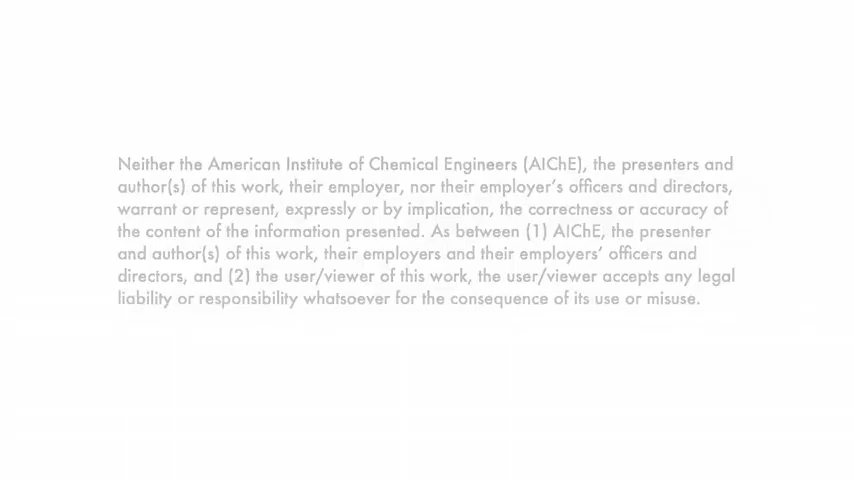 Neither the American Institute of Chemical Engineers (AIChE), the presenters and
author(s) of this work, their employer, nor their employer’s officers and directors,
warrant or represent, expressly or by implication, the correctness or accuracy of
the content of the information presented. As between (1) AIChE, the presenter
and author(s) of this work, their employers and their employers’ officers and
directors, and (2) the user/viewer of this work, the user/viewer accepts any legal
liability or responsibility whatsoever for the consequence of its use or misuse.